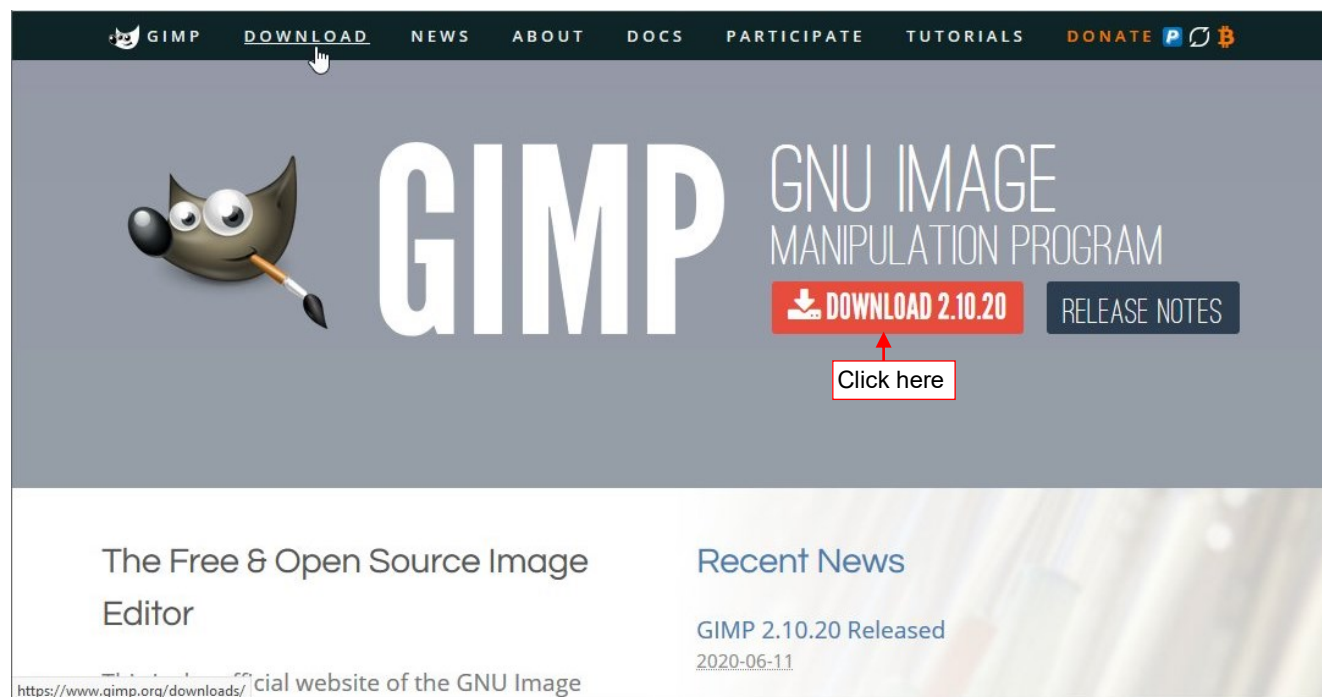 GIMP DOWNLOAD NEWS ABOUT DOCS PARTICIPATE TUTORIALS DONATE
GIMP
GNU IMAGE
MANIPULATION PROGRAM
DOWNLOAD 2.10.20 RELEASE NOTES
Click here
The Free & Open Source Image
Editor
Recent News
GIMP 2.10.20 Released
2020-06-11
cial website of the GNU Image
https://www.gimp.org/downloads/